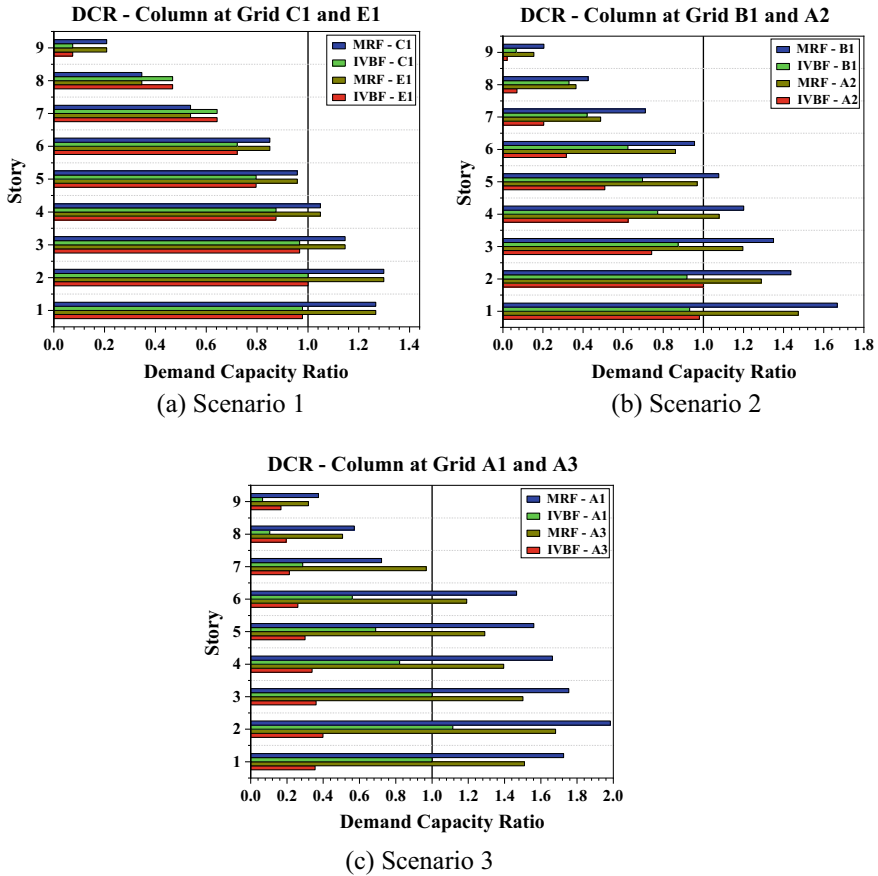 DCR - Column at Grid C1 and E1
MRF - C1
IVBF - C1
MRF - E1
IVBF - E1
Story
9
8
7
6
5
4
3
2
1
0.0 0.2 0.4 0.6 0.8 1.0 1.2 1.4
Demand Capacity Ratio
(a) Scenario 1
DCR - Column at Grid B1 and A2
MRF - B1
IVBF - B1
MRF - A2
IVBF - A2
Story
9
8
7
6
5
4
3
2
1
0.0 0.2 0.4 0.6 0.8 1.0 1.2 1.4 1.6 1.8
Demand Capacity Ratio
(b) Scenario 2
DCR - Column at Grid A1 and A3
MRF - A1
IVBF - A1
MRF - A3
IVBF - A3
Story
9
8
7
6
5
4
3
2
1
0.0 0.2 0.4 0.6 0.8 1.0 1.2 1.4 1.6 1.8 2.0
Demand Capacity Ratio
(c) Scenario 3